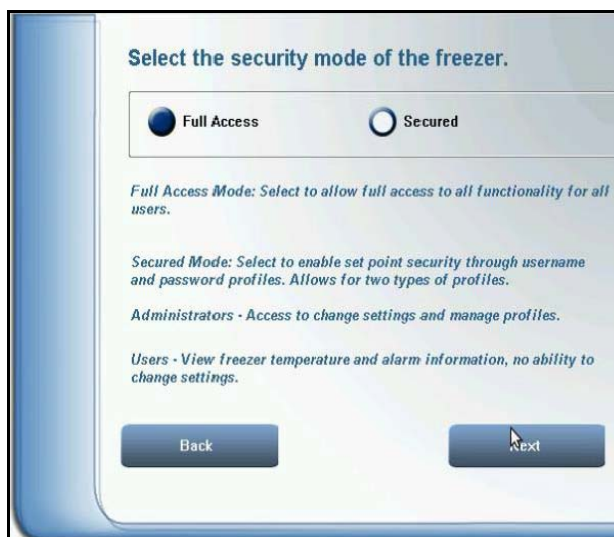 Select the security mode of the freezer.
Full Access
Secured
Full Access Mode: Select to allow full access to all functionality for all
users.
Secured Mode: Select to enable set point security through username
and password profiles. Allows for two types of profiles.
Administrators - Access to change settings and manage profiles.
Users - View freezer temperature and alarm information, no ability to
change settings.
Back
Next